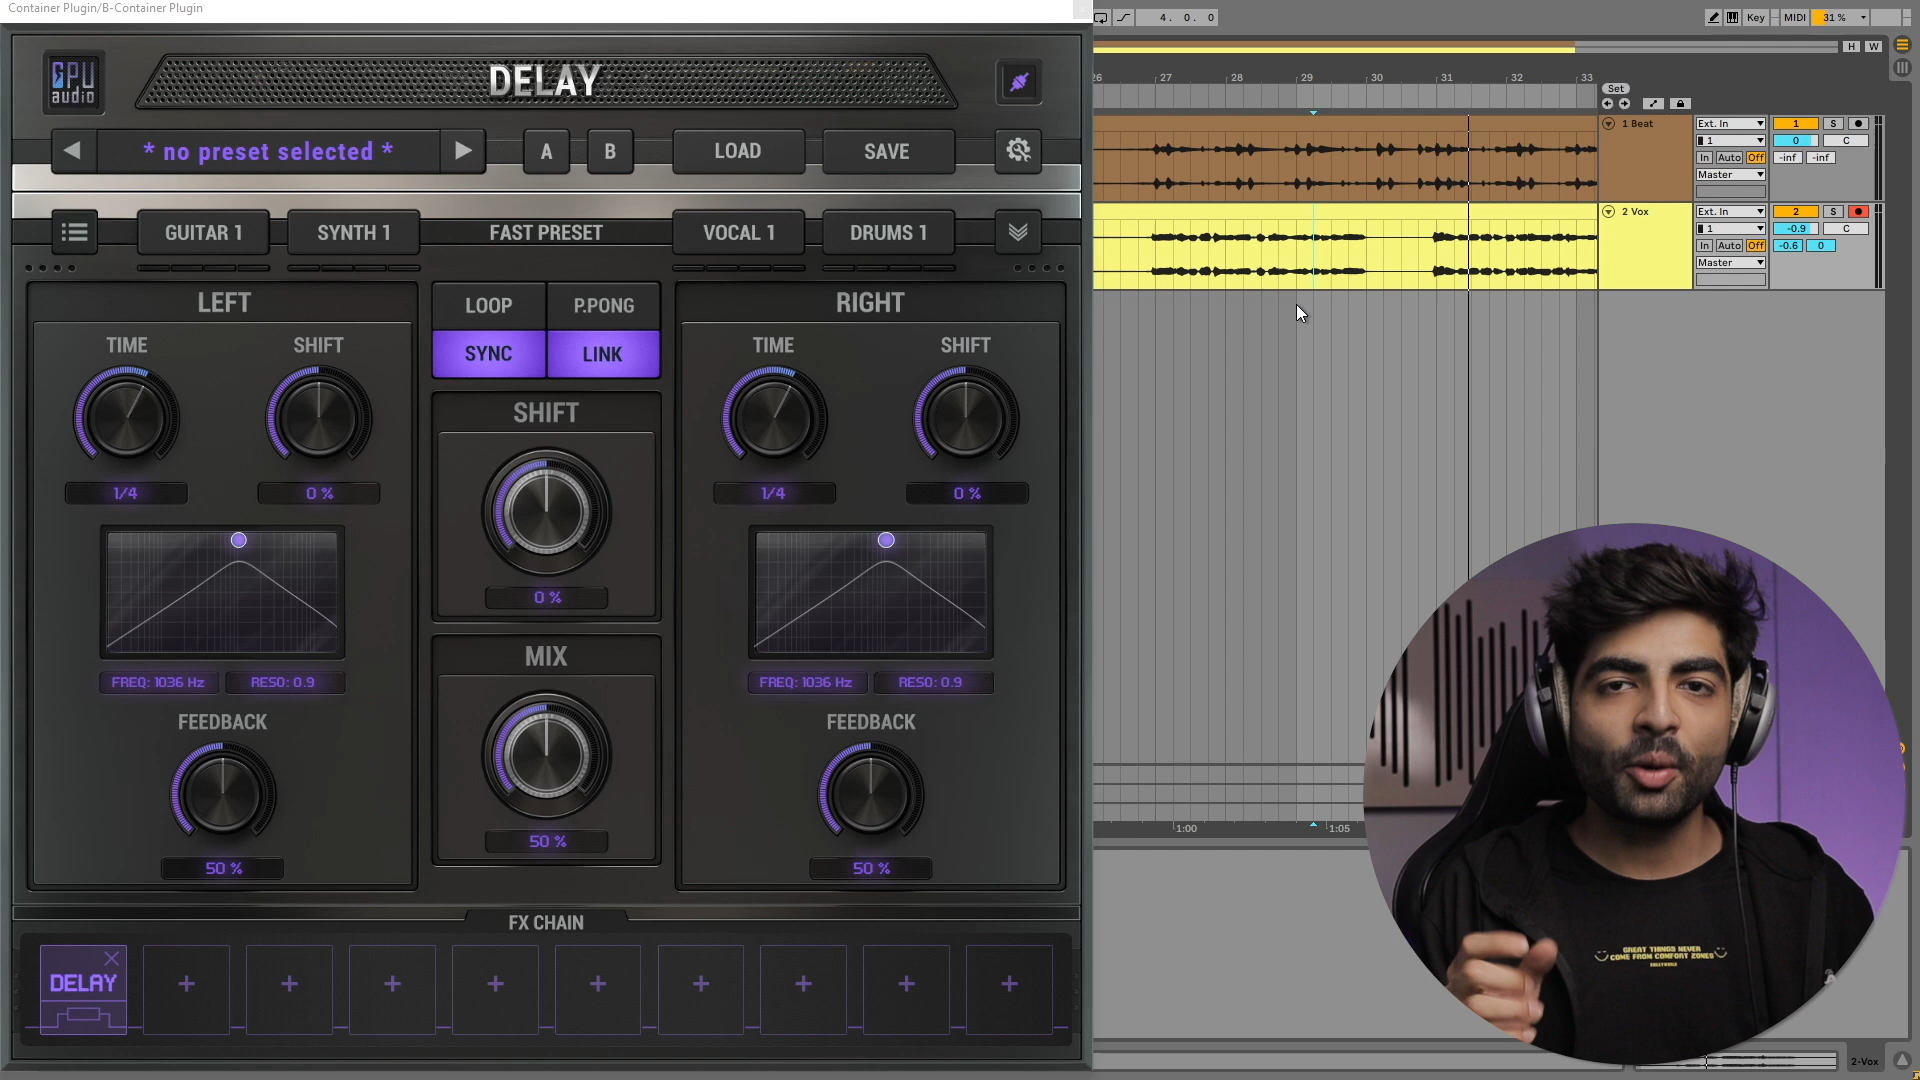 Container Plugin/B-Container Plugin
4. 0. 0
Key MIDI 31 %
H W
GPU audio
DELAY
26 27 28 29 30 31 32 33
Set
* no preset selected *
A B LOAD SAVE
1 Beat
Ext. In
1 S
1
0 C
In Auto Off
-inf -inf
Master
GUITAR 1 SYNTH 1 FAST PRESET VOCAL 1 DRUMS 1
2 Vox
Ext. In
2 S
1
-0.9 C
In Auto Off
-0.6 0
Master
LEFT
LOOP P.PONG
SYNC LINK
RIGHT
TIME SHIFT
TIME SHIFT
1/4 0 %
SHIFT
0 %
1/4 0 %
FREQ: 1036 Hz RESO: 0.9
MIX
50 %
FREQ: 1036 Hz RESO: 0.9
FEEDBACK
50 %
FEEDBACK
50 %
1:00 1:05
FX CHAIN
DELAY
+ + + + + + + + +
GREAT THINGS NEVER
COME FROM COMFORT ZONES
2-Vox